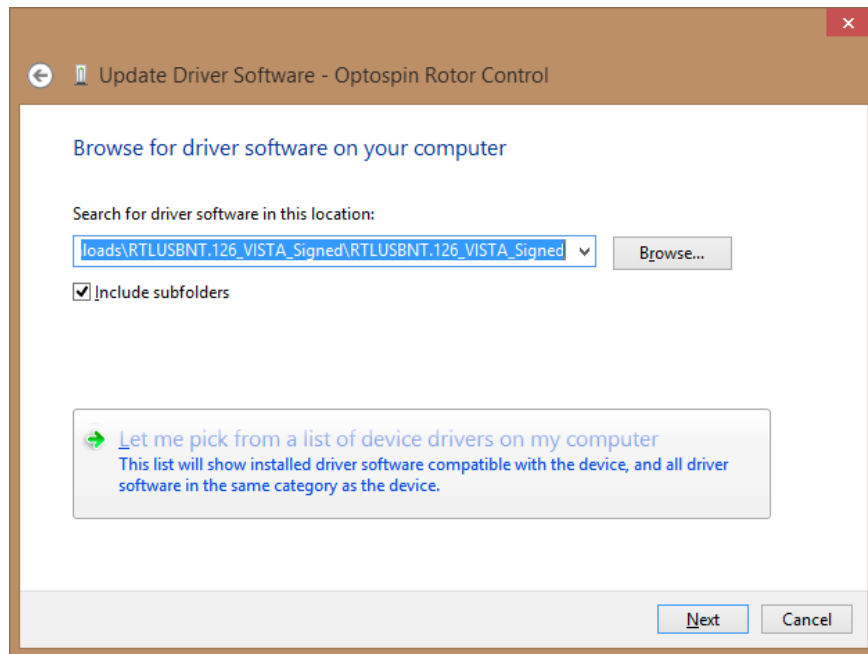 Update Driver Software - Optospin Rotor Control
Browse for driver software on your computer
Search for driver software in this location:
loads\RTLUSBNT.126_VISTA_Signed\RTLUSBNT.126_VISTA_Signed
Browse...
Include subfolders
Let me pick from a list of device drivers on my computer
This list will show installed driver software compatible with the device, and all driver
software in the same category as the device.
Next
Cancel